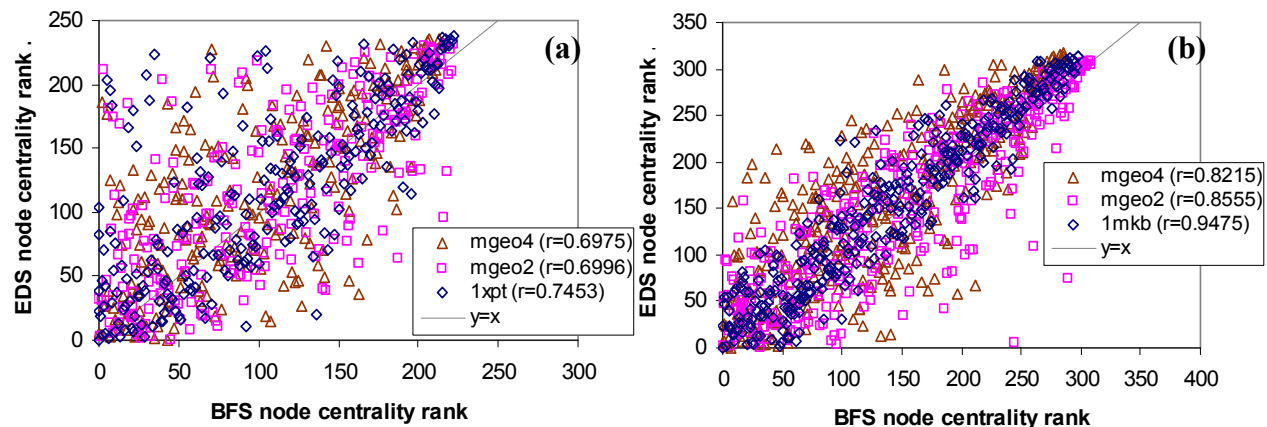 250
200
150
100
50
0
EDS node centrality rank .
(a)
mgeo4 (r=0.6975)
mgeo2 (r=0.6996)
1xpt (r=0.7453)
y=x
0 50 100 150 200 250 300
BFS node centrality rank
350
300
250
200
150
100
50
0
EDS node centrality rank .
(b)
mgeo4 (r=0.8215)
mgeo2 (r=0.8555)
1mkb (r=0.9475)
y=x
0 50 100 150 200 250 300 350 400
BFS node centrality rank